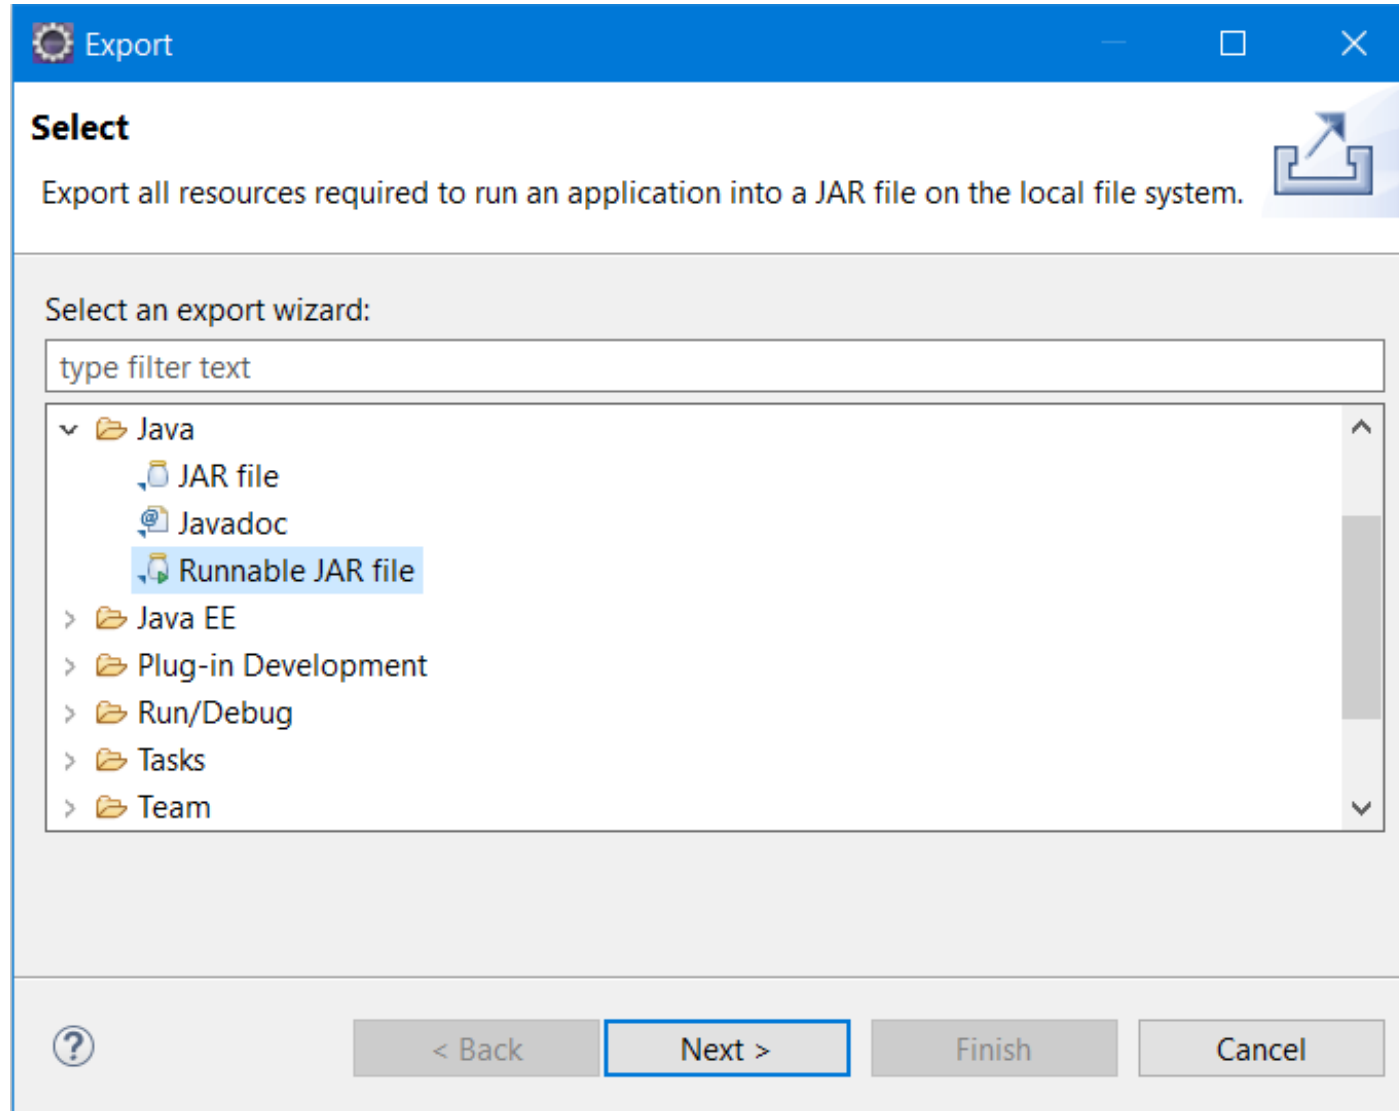 Export
Select
Export all resources required to run an application into a JAR file on the local file system.
Select an export wizard:
type filter text
Java
JAR file
Javadoc
Runnable JAR file
Java EE
Plug-in Development
Run/Debug
Tasks
Team
< Back Next > Finish Cancel